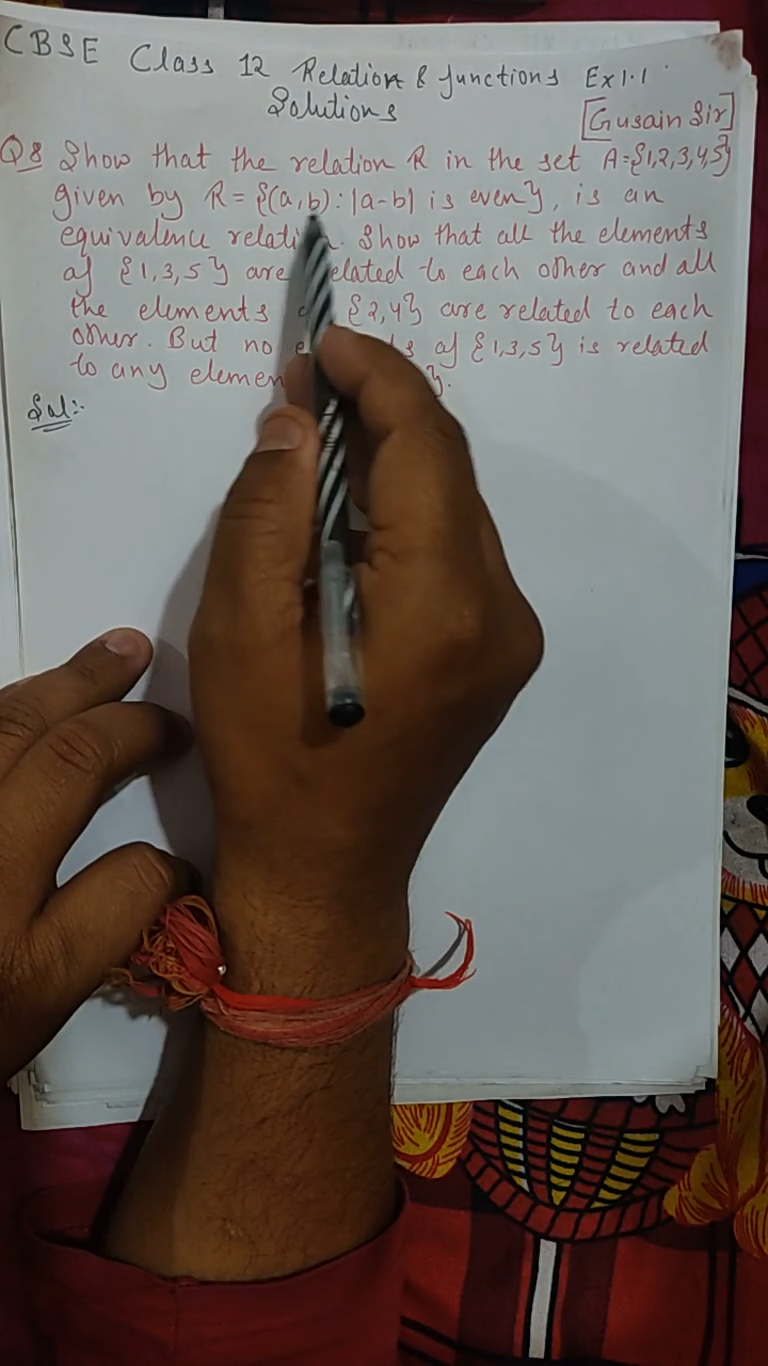 CBSE Class 12 Relation & functions Ex 1.1
Solutions
[Gusain Sir]
Q8 Show that the relation R in the set A={1,2,3,4,5}
given by R = {(a,b):|a-b| is even}, is an
equivalence relati. Show that all the elements
of {1,3,5} are elated to each other and all
the elements {2,4} are related to each
other. But no of {1,3,5} is related
to any elemen }.
Sol:-